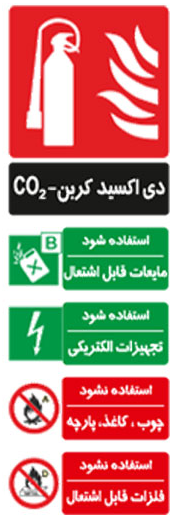 دی اکسید کربن-CO₂
B
استفاده شود
مایعات قابل اشتعال
استفاده شود
تجهیزات الکتریکی
A
استفاده نشود
چوب ، کاغذ، پارچه
D
استفاده نشود
فلزات قابل اشتعال